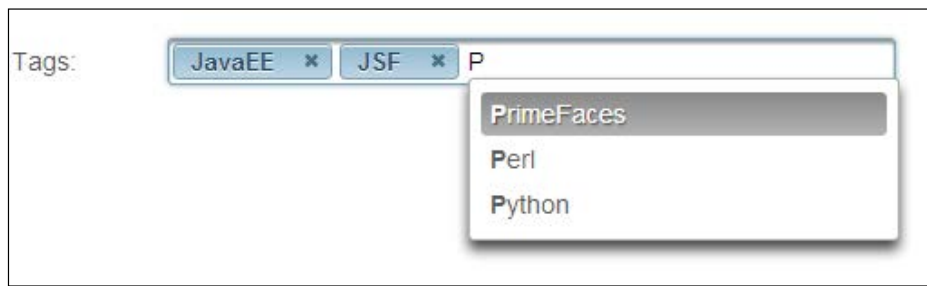 Tags: JavaEE × JSF × P
PrimeFaces
Perl
Python